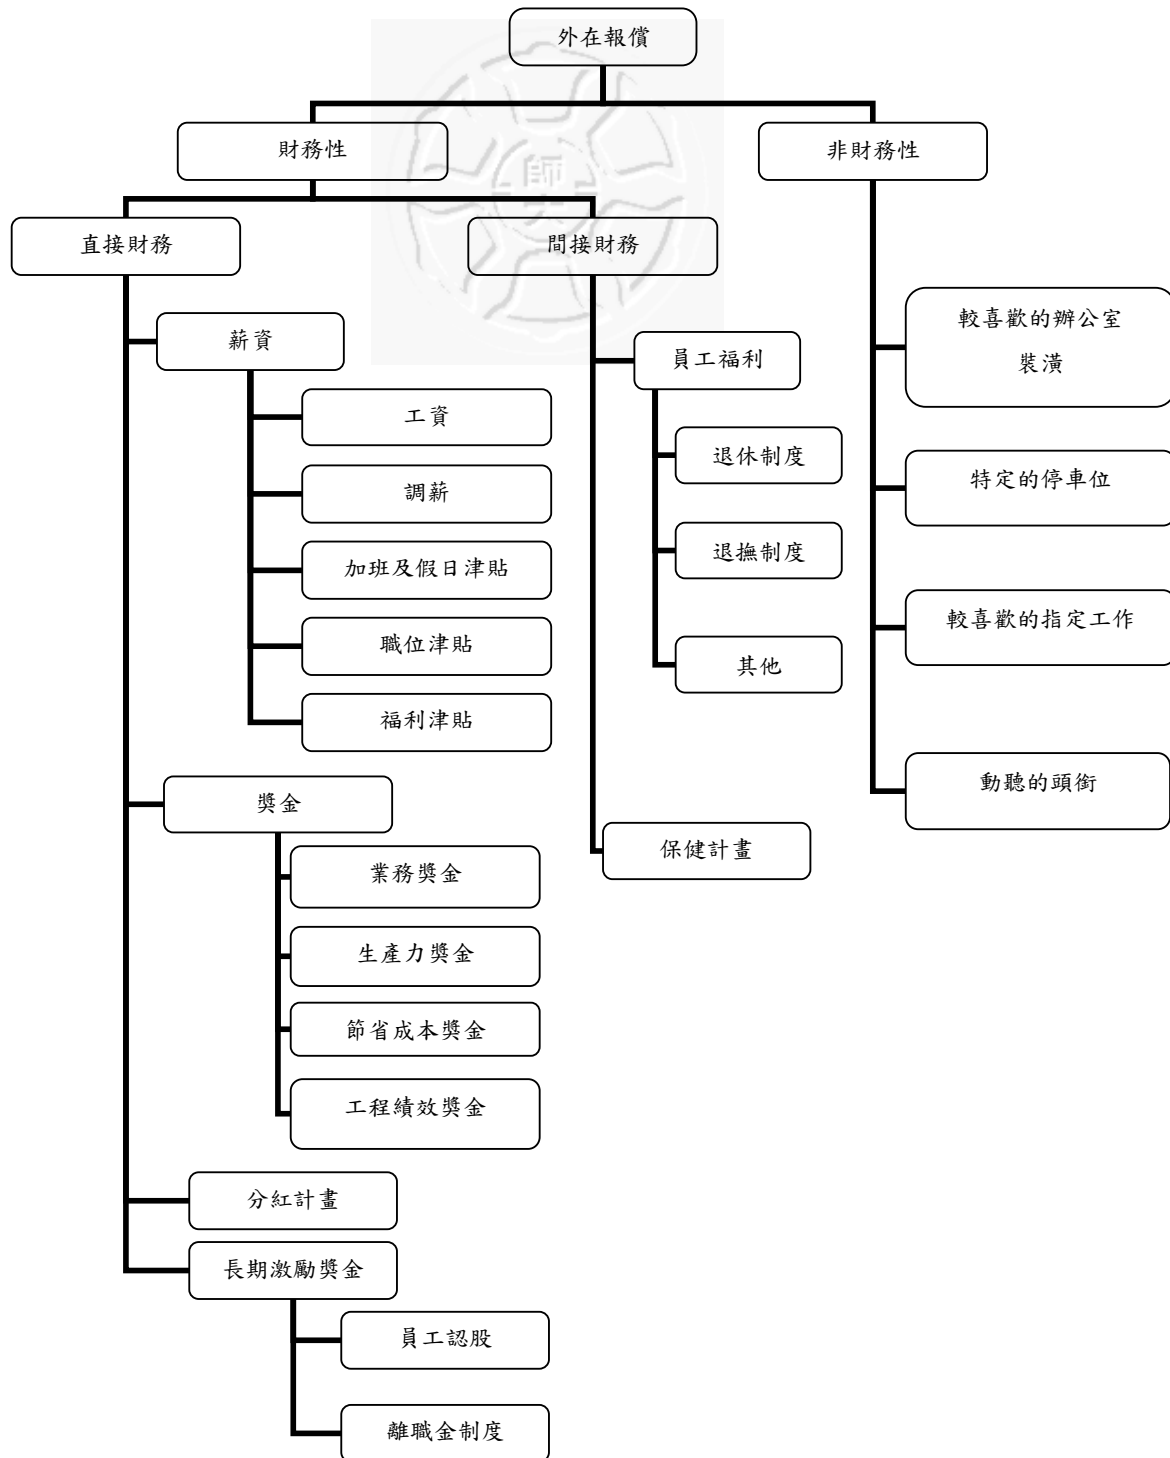 外在報償
財務性
非財務性
直接財務
間接財務
薪資
工資
調薪
加班及假日津貼
職位津貼
福利津貼
獎金
業務獎金
生產力獎金
節省成本獎金
工程績效獎金
分紅計畫
長期激勵獎金
員工認股
離職金制度
員工福利
退休制度
退撫制度
其他
保健計畫
較喜歡的辦公室
裝潢
特定的停車位
較喜歡的指定工作
動聽的頭銜
師大